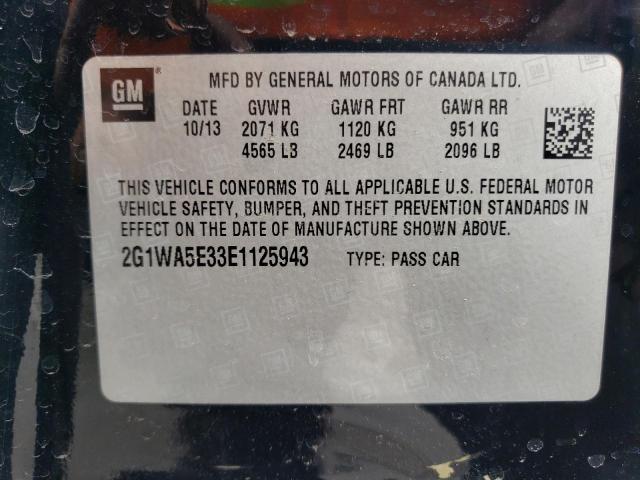 GM ® MFD BY GENERAL MOTORS OF CANADA LTD.
DATE GVWR GAWR FRT GAWR RR
10/13 2071 KG 1120 KG 951 KG
4565 LB 2469 LB 2096 LB
THIS VEHICLE CONFORMS TO ALL APPLICABLE U.S. FEDERAL MOTOR
VEHICLE SAFETY, BUMPER, AND THEFT PREVENTION STANDARDS IN
EFFECT ON THE DATE OF MANUFACTURE SHOWN ABOVE.
2G1WA5E33E1125943 TYPE: PASS CAR